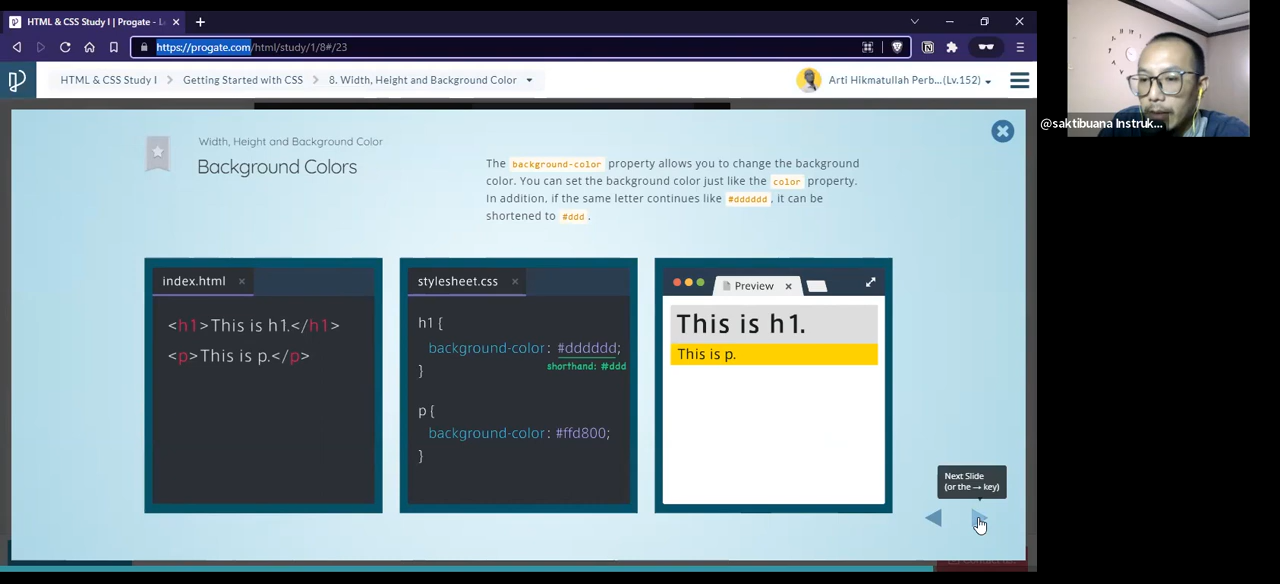 HTML & CSS Study I | Progate - L
https://progate.com/html/study/1/8#/23
HTML & CSS Study I
Getting Started with CSS
8. Width, Height and Background Color
Arti HIkmatullah Perb...(Lv.152)
@saktibuana Instruk...
Width, Height and Background Color
Background Colors
The background-color property allows you to change the background
color. You can set the background color just like the color property.
In addition, if the same letter continues like #dddddd, it can be
shortened to #ddd.
index.html
<h1>This is h1.</h1>
<p>This is p.</p>
stylesheet.css
h1 {
background-color: #dddddd;
shorthand: #ddd
}
p {
background-color: #ffd800;
}
Preview
This is h1.
This is p.
Next Slide
(or the → key)